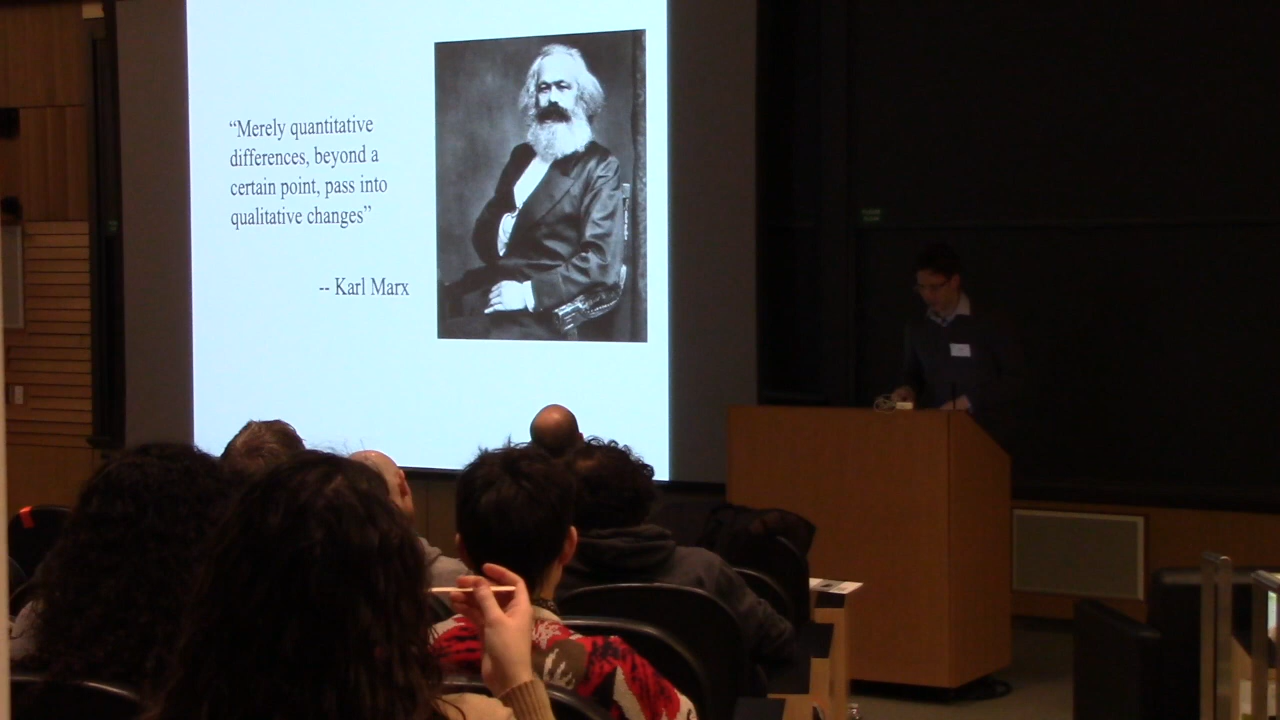 “Merely quantitative
differences, beyond a
certain point, pass into
qualitative changes”
-- Karl Marx